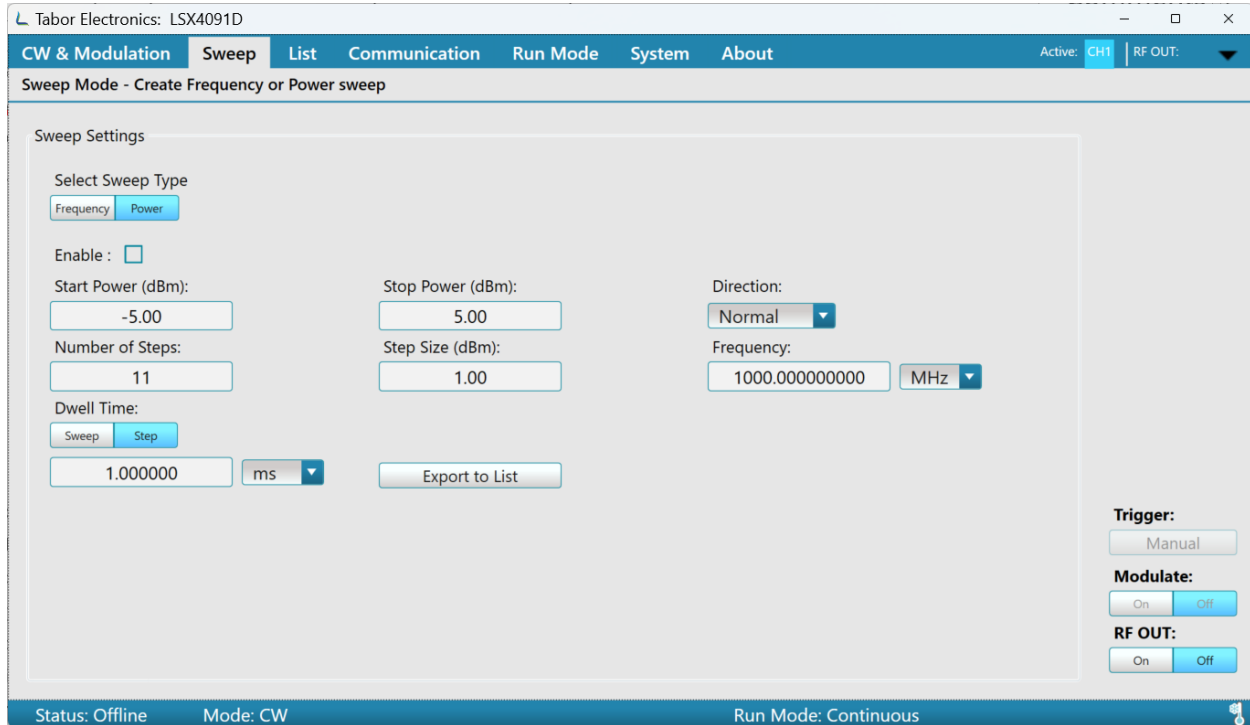 Tabor Electronics: LSX4091D
CW & Modulation Sweep List Communication Run Mode System About Active: CH1 RF OUT:
Sweep Mode - Create Frequency or Power sweep
Sweep Settings
Select Sweep Type
Frequency Power
Enable :
Start Power (dBm): Stop Power (dBm): Direction:
-5.00 5.00 Normal
Number of Steps: Step Size (dBm): Frequency:
11 1.00 1000.000000000 MHz
Dwell Time:
Sweep Step
1.000000 ms Export to List
Trigger:
Manual
Modulate:
On Off
RF OUT:
On Off
Status: Offline Mode: CW Run Mode: Continuous